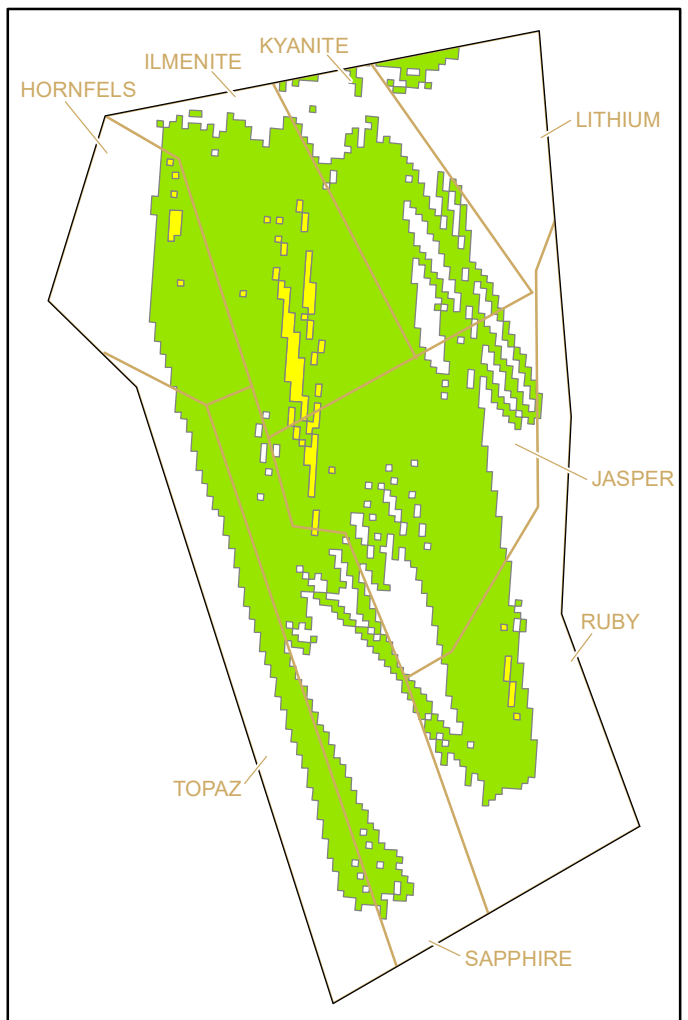 KYANITE
ILMENITE
HORNFELS
LITHIUM
JASPER
RUBY
TOPAZ
SAPPHIRE